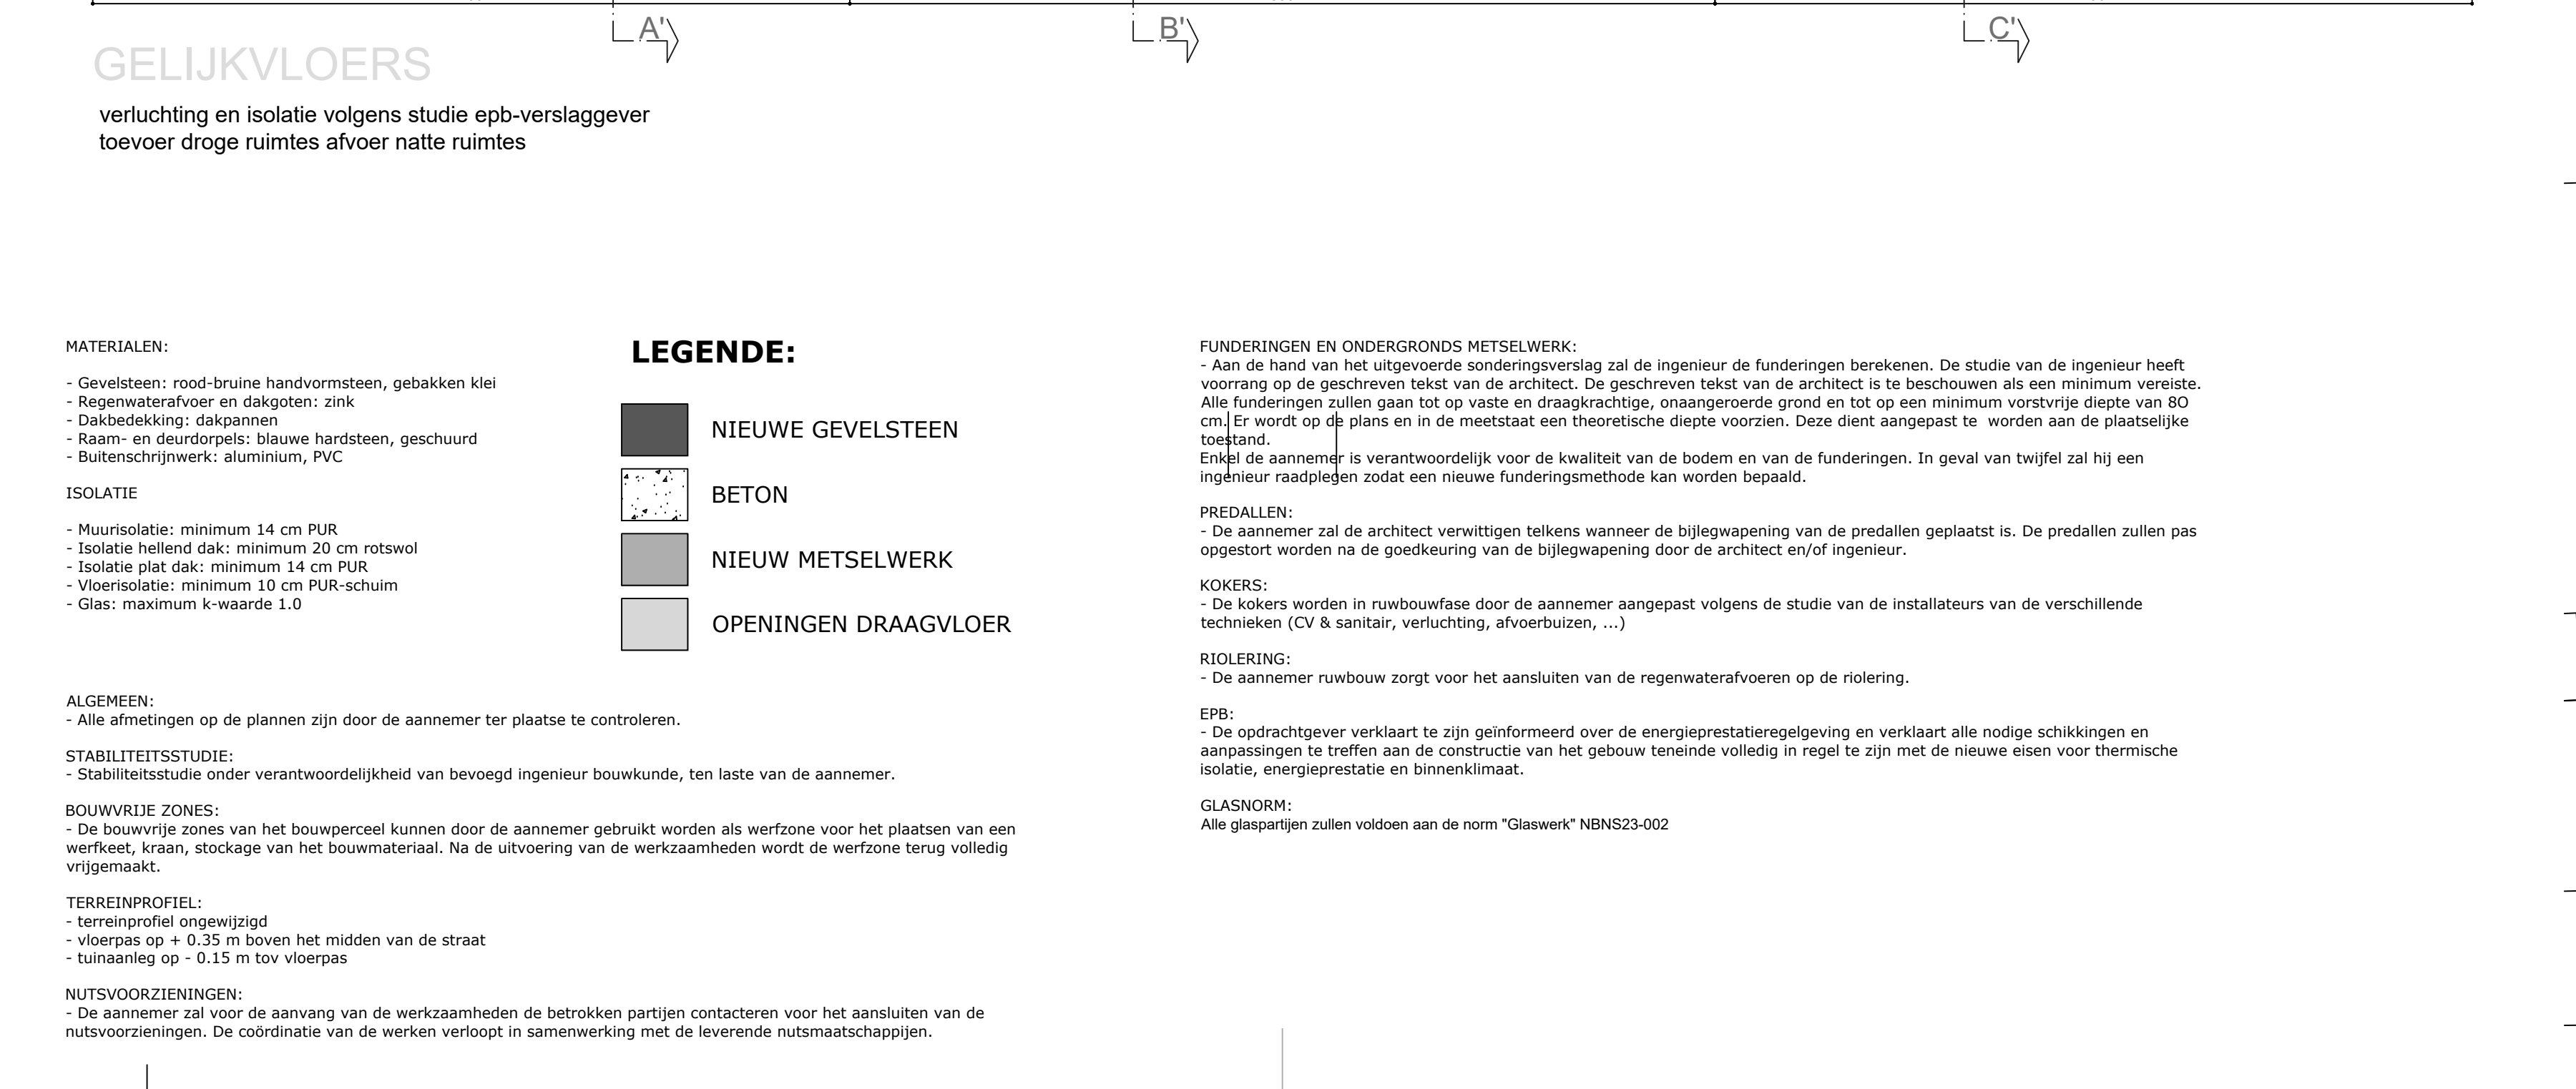 A'
B'
C'
GELIJKVLOERS
verluchting en isolatie volgens studie epb-verslaggever
toevoer droge ruimtes afvoer natte ruimtes
MATERIALEN:
- Gevelsteen: rood-bruine handvormsteen, gebakken klei
- Regenwaterafvoer en dakgoten: zink
- Dakbedekking: dakpannen
- Raam- en deurdorpels: blauwe hardsteen, geschuurd
- Buitenschrijnwerk: aluminium, PVC
ISOLATIE
- Muurisolatie: minimum 14 cm PUR
- Isolatie hellend dak: minimum 20 cm rotswol
- Isolatie plat dak: minimum 14 cm PUR
- Vloerisolatie: minimum 10 cm PUR-schuim
- Glas: maximum k-waarde 1.0
LEGENDE:
NIEUWE GEVELSTEEN
BETON
NIEUW METSELWERK
OPENINGEN DRAAGVLOER
ALGEMEEN:
- Alle afmetingen op de plannen zijn door de aannemer ter plaatse te controleren.
STABILITEITSSTUDIE:
- Stabiliteitsstudie onder verantwoordelijkheid van bevoegd ingenieur bouwkunde, ten laste van de aannemer.
BOUWVRIJE ZONES:
- De bouwvrije zones van het bouwperceel kunnen door de aannemer gebruikt worden als werfzone voor het plaatsen van een
werfkeet, kraan, stockage van het bouwmateriaal. Na de uitvoering van de werkzaamheden wordt de werfzone terug volledig
vrijgemaakt.
TERREINPROFIEL:
- terreinprofiel ongewijzigd
- vloerpas op + 0.35 m boven het midden van de straat
- tuinaanleg op - 0.15 m tov vloerpas
NUTSVOORZIENINGEN:
- De aannemer zal voor de aanvang van de werkzaamheden de betrokken partijen contacteren voor het aansluiten van de
nutsvoorzieningen. De coördinatie van de werken verloopt in samenwerking met de leverende nutsmaatschappijen.
FUNDERINGEN EN ONDERGRONDS METSELWERK:
- Aan de hand van het uitgevoerde sonderingsverslag zal de ingenieur de funderingen berekenen. De studie van de ingenieur heeft
voorrang op de geschreven tekst van de architect. De geschreven tekst van de architect is te beschouwen als een minimum vereiste.
Alle funderingen zullen gaan tot op vaste en draagkrachtige, onaangeroerde grond en tot op een minimum vorstvrije diepte van 8O
cm. Er wordt op de plans en in de meetstaat een theoretische diepte voorzien. Deze dient aangepast te  worden aan de plaatselijke
toestand.
Enkel de aannemer is verantwoordelijk voor de kwaliteit van de bodem en van de funderingen. In geval van twijfel zal hij een
ingenieur raadplegen zodat een nieuwe funderingsmethode kan worden bepaald.
PREDALLEN:
- De aannemer zal de architect verwittigen telkens wanneer de bijlegwapening van de predallen geplaatst is. De predallen zullen pas
opgestort worden na de goedkeuring van de bijlegwapening door de architect en/of ingenieur.
KOKERS:
- De kokers worden in ruwbouwfase door de aannemer aangepast volgens de studie van de installateurs van de verschillende
technieken (CV & sanitair, verluchting, afvoerbuizen, ...)
RIOLERING:
- De aannemer ruwbouw zorgt voor het aansluiten van de regenwaterafvoeren op de riolering.
EPB:
- De opdrachtgever verklaart te zijn geïnformeerd over de energieprestatieregelgeving en verklaart alle nodige schikkingen en
aanpassingen te treffen aan de constructie van het gebouw teneinde volledig in regel te zijn met de nieuwe eisen voor thermische
isolatie, energieprestatie en binnenklimaat.
GLASNORM:
Alle glaspartijen zullen voldoen aan de norm "Glaswerk" NBNS23-002